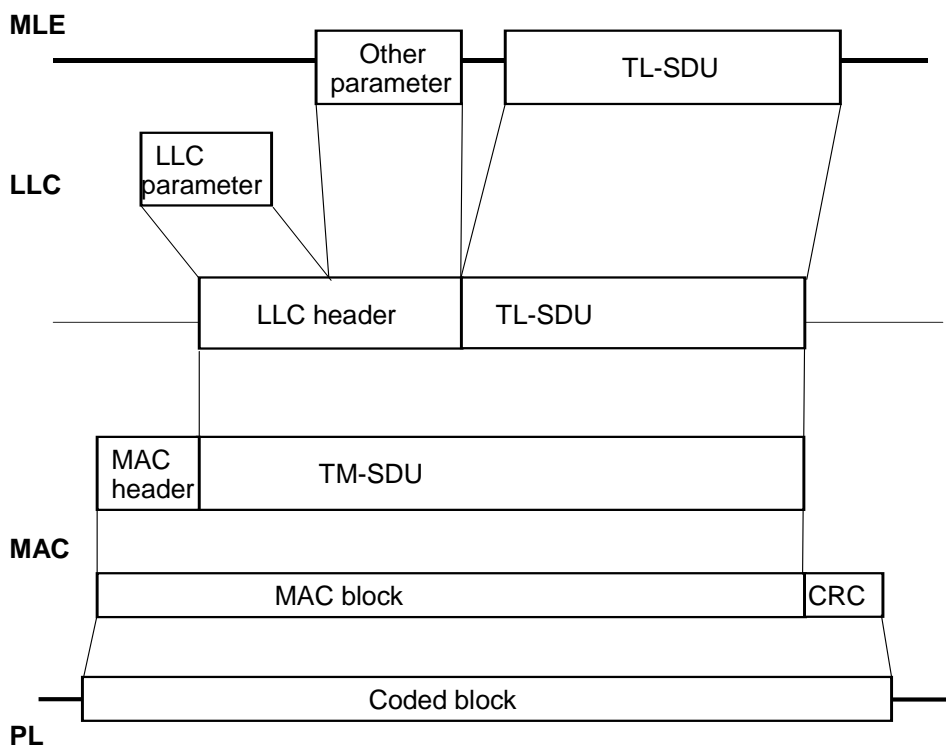 MLE
Other
parameter
TL-SDU
LLC
parameter
LLC
LLC header
TL-SDU
MAC
header
TM-SDU
MAC
MAC block
CRC
Coded block
PL